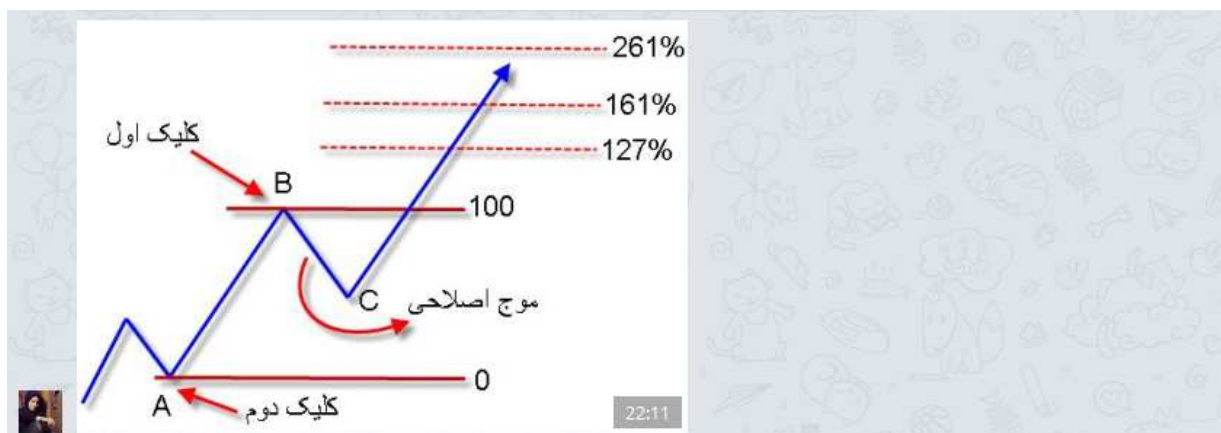 261%
161%
127%
کلیک اول
B
100
C
موج اصلاحی
0
A
کلیک دوم
22:11